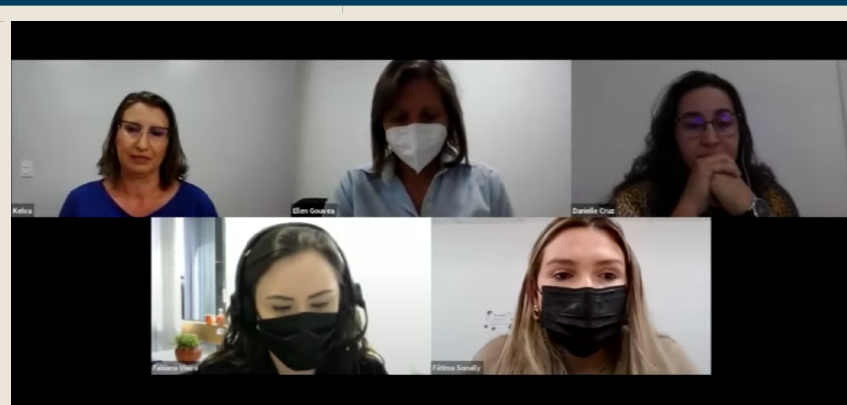 Kelva
Ellen Gouvea
Danielle Cruz
Fabiana Vieira
Fátima Sonally